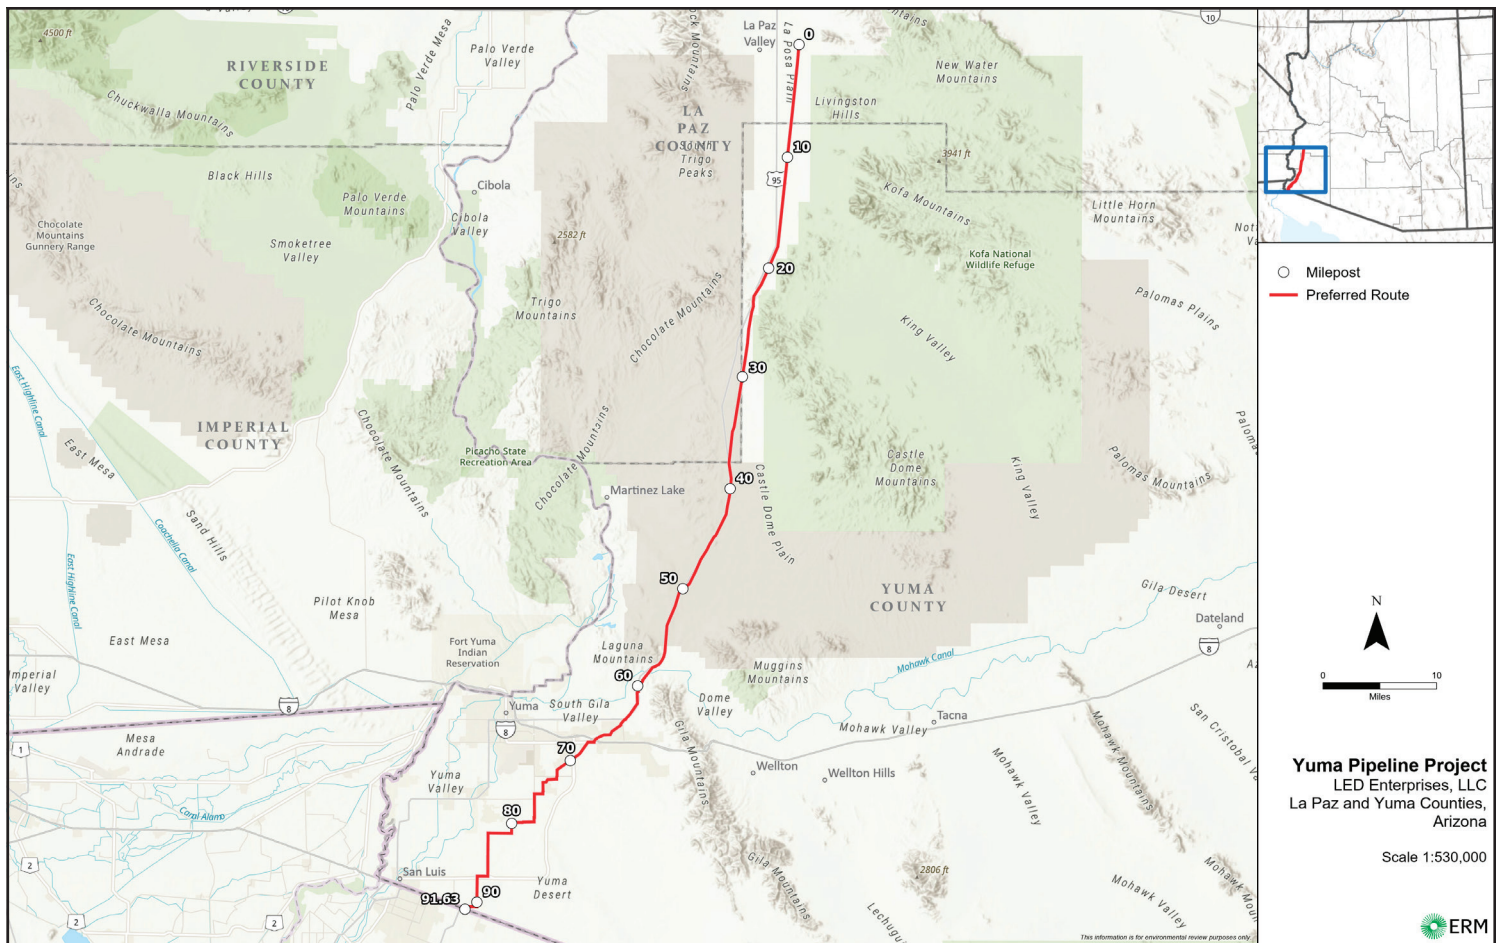 4500 ft
RIVERSIDE
COUNTY
Chuckwalla Mountains
Palo Verde Mesa
Palo Verde
Valley
La Paz
Valley
La Posa Plain
0
10
New Water
Mountains
Livingston
Hills
LA
PAZ
COUNTY
South
Trigo
Peaks
10
95
3941 ft
Kofa Mountains
Little Horn
Mountains
Black Hills
Palo Verde
Mountains
Cibola
Cibola
Valley
Chocolate
Mountains
Gunnery Range
Smoketree
Valley
2582 ft
Kofa National
Wildlife Refuge
20
Trigo
Mountains
Chocolate Mountains
Chocolate Mountains
King Valley
Palomas Plains
30
East Highline Canal
IMPERIAL
COUNTY
East Mesa
Chocolate Mountains
Picacho State
Recreation Area
Chocolate Mountains
Castle
Dome
Mountains
King Valley
Palomas Mountains
40
Martinez Lake
Castle Dome Plain
Sand Hills
Coachella Canal
East Highline Canal
50
YUMA
COUNTY
Gila Desert
Dateland
8
Pilot Knob
Mesa
East Mesa
Fort Yuma
Indian
Reservation
Laguna
Mountains
Muggins
Mountains
Mohawk Canal
Imperial
Valley
8
60
Yuma
South Gila
Valley
Dome
Valley
8
Tacna
Mohawk Valley
Mesa
Andrade
1
70
Gila Mountains
Wellton
Wellton Hills
Mohawk Valley
Mohawk Mountains
San Cristobal
Yuma
Valley
Canal Alamo
80
2
San Luis
Yuma
Desert
Gila Mountains
2806 ft
Mohawk Valley
90
91.63
2
2
This information is for environmental review purposes only
Milepost
Preferred Route
N
0
10
Miles
Yuma Pipeline Project
LED Enterprises, LLC
La Paz and Yuma Counties,
Arizona
Scale 1:530,000
ERM